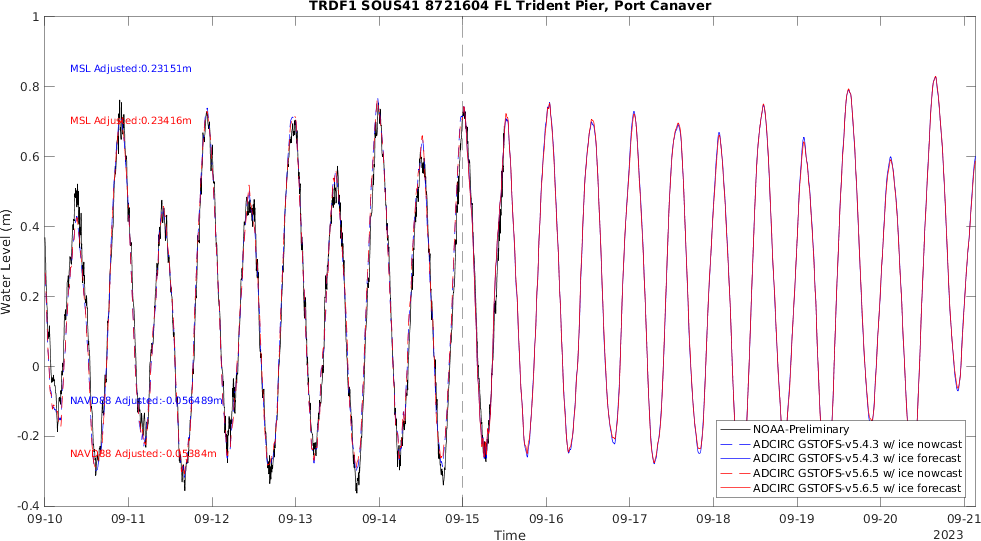 TRDF1 SOUS41 8721604 FL Trident Pier, Port Canaver
1
0.8
0.6
0.4
0.2
0
-0.2
-0.4
Water Level (m)
MSL Adjusted:0.23151m
MSL Adjusted:0.23416m
NAVD88 Adjusted:-0.056489m
NAVD88 Adjusted:-0.05384m
NOAA-Preliminary
ADCIRC GSTOFS-v5.4.3 w/ ice nowcast
ADCIRC GSTOFS-v5.4.3 w/ ice forecast
ADCIRC GSTOFS-v5.6.5 w/ ice nowcast
ADCIRC GSTOFS-v5.6.5 w/ ice forecast
09-10 09-11 09-12 09-13 09-14 09-15 09-16 09-17 09-18 09-19 09-20 09-21
Time
2023